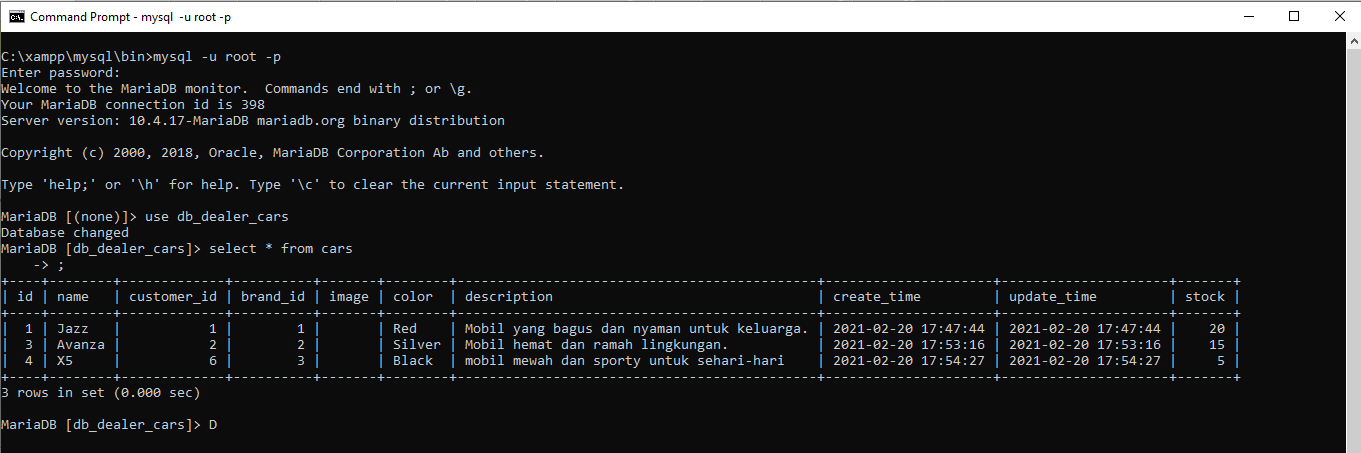 Command Prompt - mysql  -u root -p
C:\xampp\mysql\bin>mysql -u root -p
Enter password:
Welcome to the MariaDB monitor.  Commands end with ; or \g.
Your MariaDB connection id is 398
Server version: 10.4.17-MariaDB mariadb.org binary distribution
Copyright (c) 2000, 2018, Oracle, MariaDB Corporation Ab and others.
Type 'help;' or '\h' for help. Type '\c' to clear the current input statement.
MariaDB [(none)]> use db_dealer_cars
Database changed
MariaDB [db_dealer_cars]> select * from cars
    -> ;
+----+--------+-------------+----------+-------+--------+--------------------------------------------+---------------------+---------------------+-------+
| id | name   | customer_id | brand_id | image | color  | description                                | create_time         | update_time         | stock |
+----+--------+-------------+----------+-------+--------+--------------------------------------------+---------------------+---------------------+-------+
|  1 | Jazz   |           1 |        1 |       | Red    | Mobil yang bagus dan nyaman untuk keluarga. | 2021-02-20 17:47:44 | 2021-02-20 17:47:44 |    20 |
|  3 | Avanza |           2 |        2 |       | Silver | Mobil hemat dan ramah lingkungan.          | 2021-02-20 17:53:16 | 2021-02-20 17:53:16 |    15 |
|  4 | X5     |           6 |        3 |       | Black  | mobil mewah dan sporty untuk sehari-hari   | 2021-02-20 17:54:27 | 2021-02-20 17:54:27 |     5 |
+----+--------+-------------+----------+-------+--------+--------------------------------------------+---------------------+---------------------+-------+
3 rows in set (0.000 sec)
MariaDB [db_dealer_cars]> D